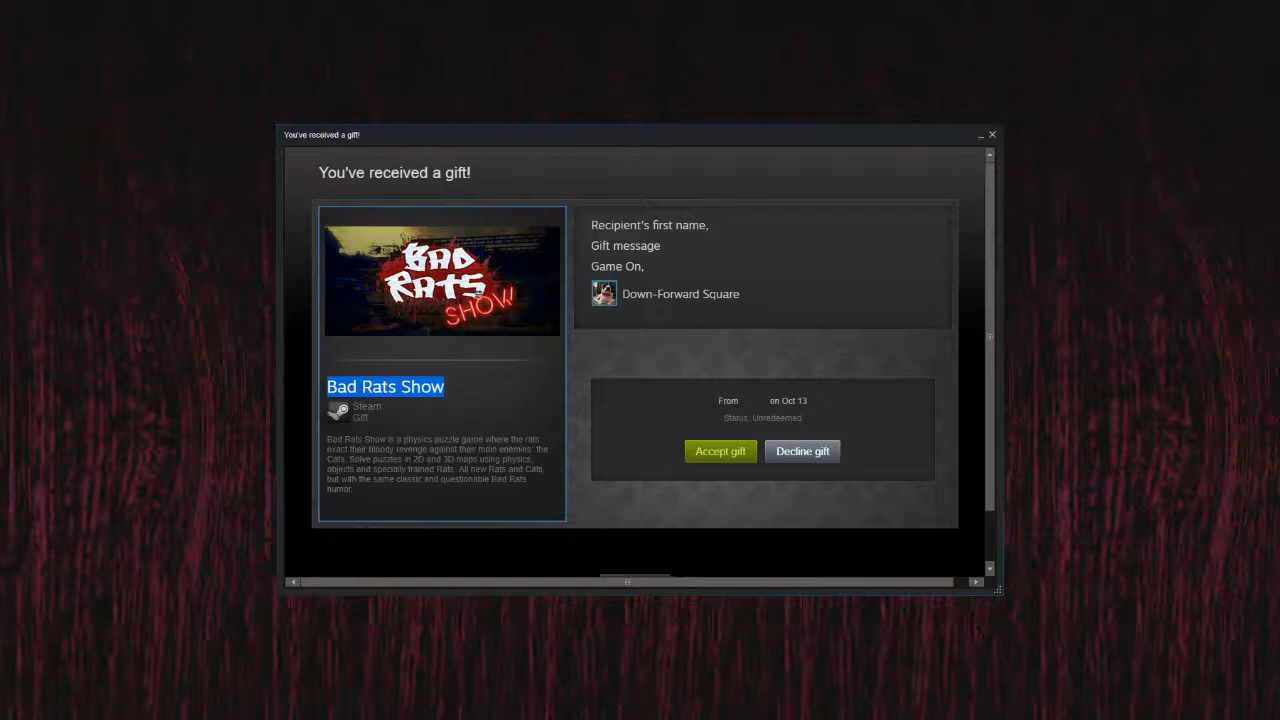 You've received a gift!
You've received a gift!
BAD
RATS
SHOW
Recipient's first name,
Gift message
Game On,
Down-Forward Square
Bad Rats Show
Steam
Gift
Bad Rats Show is a physics puzzle game where the rats
exact their bloody revenge against their main enemies' the
Cats. Solve puzzles in 2D and 3D maps using physics,
objects and specially trained Rats. All new Rats and Cats,
but with the same classic and questionable Bad Rats
humor.
From on Oct 13
Status: Unredeemed
Accept gift
Decline gift